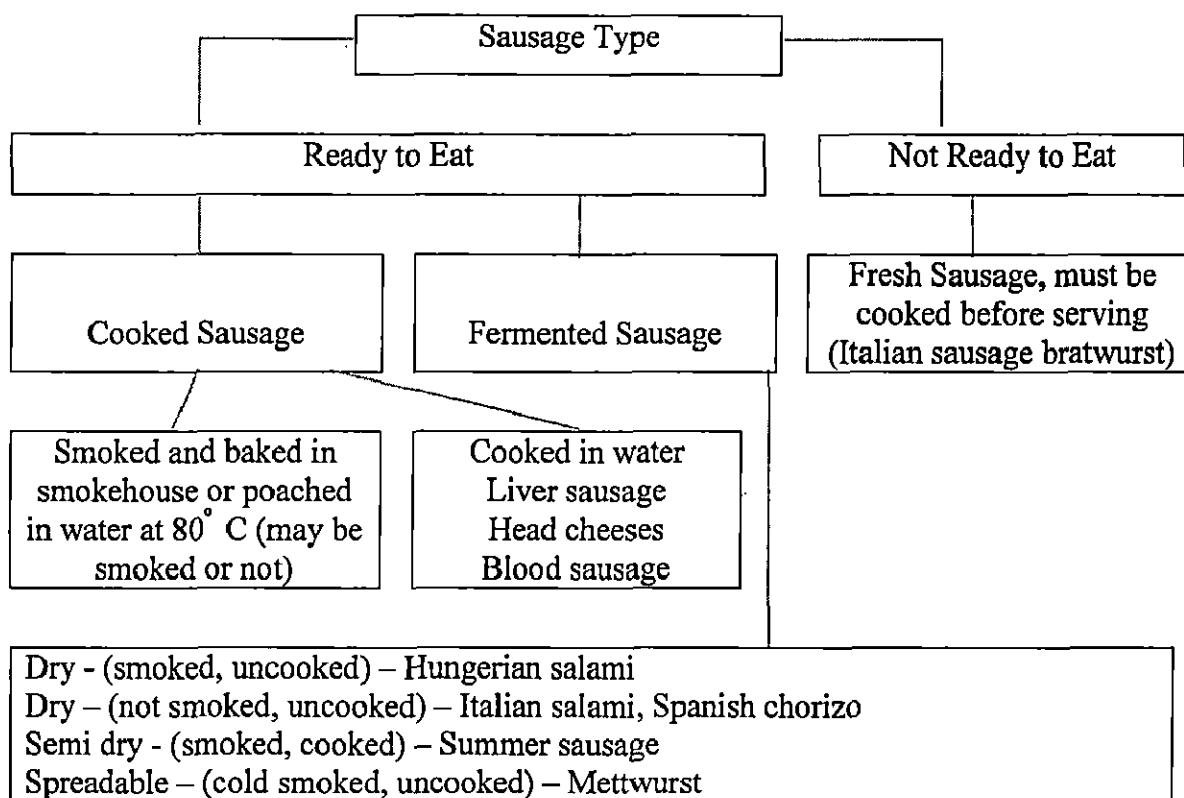 Sausage Type
Ready to Eat
Not Ready to Eat
Cooked Sausage
Fermented Sausage
Fresh Sausage, must be
cooked before serving
(Italian sausage bratwurst)
Smoked and baked in
smokehouse or poached
in water at 80° C (may be
smoked or not)
Cooked in water
Liver sausage
Head cheeses
Blood sausage
Dry - (smoked, uncooked) – Hungerian salami
Dry – (not smoked, uncooked) – Italian salami, Spanish chorizo
Semi dry - (smoked, cooked) – Summer sausage
Spreadable – (cold smoked, uncooked) – Mettwurst